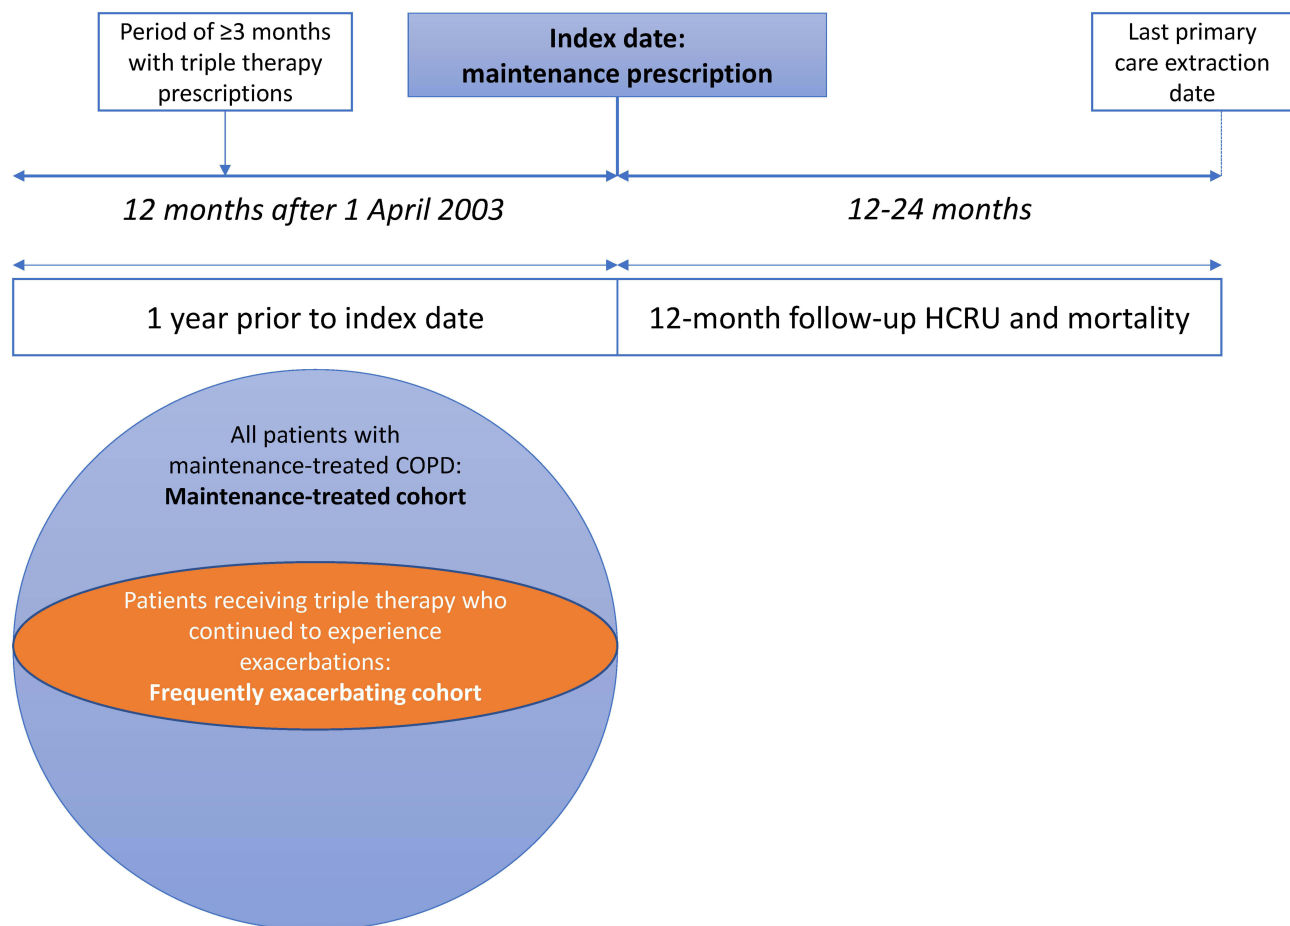 Period of ≥3 months
with triple therapy
prescriptions
Index date:
maintenance prescription
Last primary
care extraction
date
12 months after 1 April 2003
12-24 months
1 year prior to index date
12-month follow-up HCRU and mortality
All patients with
maintenance-treated COPD:
Maintenance-treated cohort
Patients receiving triple therapy who
continued to experience
exacerbations:
Frequently exacerbating cohort